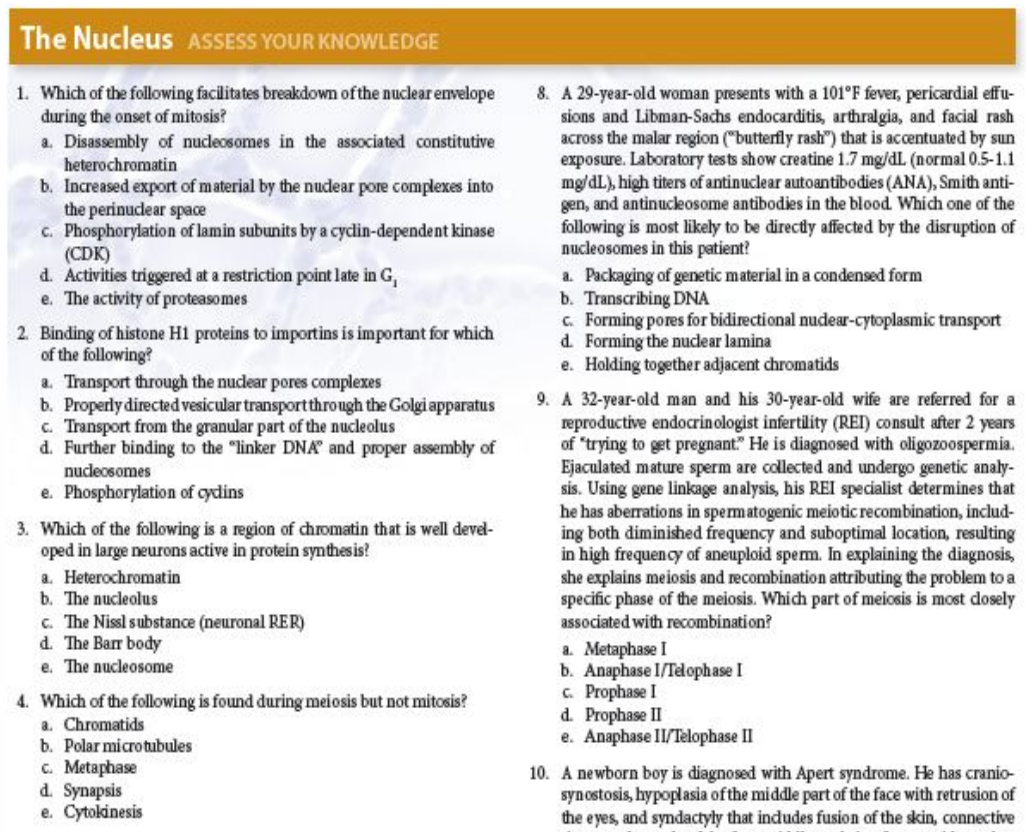 The Nucleus ASSESS YOUR KNOWLEDGE
1. Which of the following facilitates breakdown of the nuclear envelope
during the onset of mitosis?
a. Disassembly of nucleosomes in the associated constitutive
heterochromatin
b. Increased export of material by the nuclear pore complexes into
the perinuclear space
c. Phosphorylation of lamin subunits by a cyclin-dependent kinase
(CDK)
d. Activities triggered at a restriction point late in G₁
e. The activity of proteasomes
2. Binding of histone H1 proteins to importins is important for which
of the following?
a. Transport through the nuclear pores complexes
b. Properly directed vesicular transport through the Golgi apparatus
c. Transport from the granular part of the nucleolus
d. Further binding to the “linker DNA” and proper assembly of
nucleosomes
e. Phosphorylation of cyclins
3. Which of the following is a region of chromatin that is well devel-
oped in large neurons active in protein synthesis?
a. Heterochromatin
b. The nucleolus
c. The Nissl substance (neuronal RER)
d. The Barr body
e. The nucleosome
4. Which of the following is found during meiosis but not mitosis?
a. Chromatids
b. Polar microtubules
c. Metaphase
d. Synapsis
e. Cytokinesis
8. A 29-year-old woman presents with a 101°F fever, pericardial effu-
sions and Libman-Sachs endocarditis, arthralgia, and facial rash
across the malar region (“butterfly rash”) that is accentuated by sun
exposure. Laboratory tests show creatine 1.7 mg/dL (normal 0.5-1.1
mg/dL), high titers of antinuclear autoantibodies (ANA), Smith anti-
gen, and antinucleosome antibodies in the blood. Which one of the
following is most likely to be directly affected by the disruption of
nucleosomes in this patient?
a. Packaging of genetic material in a condensed form
b. Transcribing DNA
c. Forming pores for bidirectional nuclear-cytoplasmic transport
d. Forming the nuclear lamina
e. Holding together adjacent chromatids
9. A 32-year-old man and his 30-year-old wife are referred for a
reproductive endocrinologist infertility (REI) consult after 2 years
of “trying to get pregnant.” He is diagnosed with oligozoospermia.
Ejaculated mature sperm are collected and undergo genetic analy-
sis. Using gene linkage analysis, his REI specialist determines that
he has aberrations in spermatogenic meiotic recombination, includ-
ing both diminished frequency and suboptimal location, resulting
in high frequency of aneuploid sperm. In explaining the diagnosis,
she explains meiosis and recombination attributing the problem to a
specific phase of the meiosis. Which part of meiosis is most closely
associated with recombination?
a. Metaphase I
b. Anaphase I/Telophase I
c. Prophase I
d. Prophase II
e. Anaphase II/Telophase II
10. A newborn boy is diagnosed with Apert syndrome. He has cranio-
synostosis, hypoplasia of the middle part of the face with retrusion of
the eyes, and syndactyly that includes fusion of the skin, connective